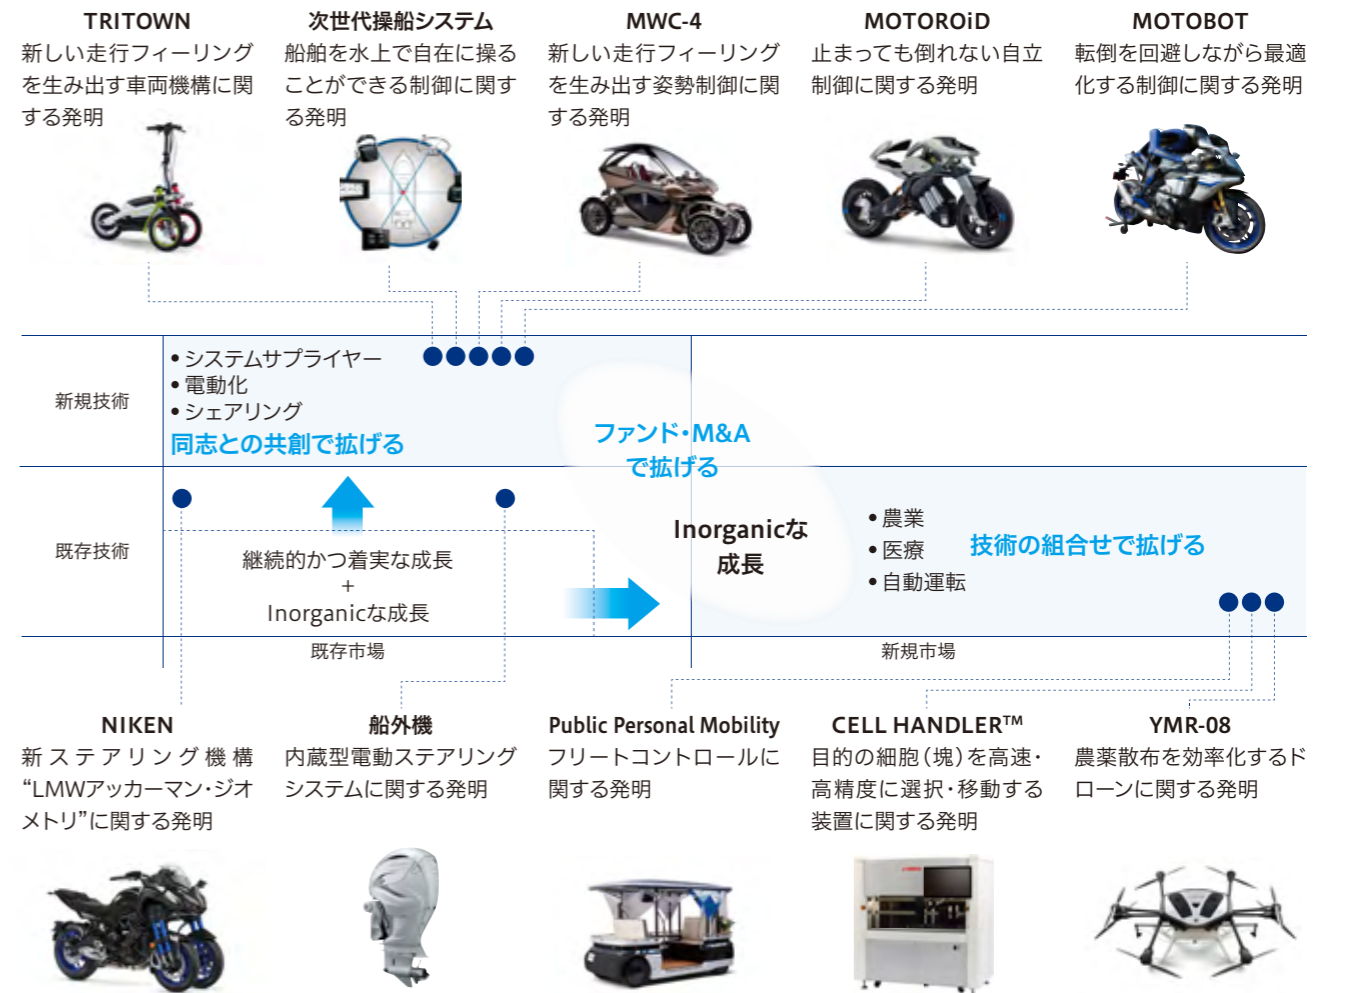 TRITOWN
新しい走行フィーリング
を生み出す車両機構に関
する発明
次世代操船システム
船舶を水上で自在に操る
ことができる制御に関す
る発明
MWC-4
新しい走行フィーリング
を生み出す姿勢制御に関
する発明
MOTOROiD
止まっても倒れない自立
制御に関する発明
MOTOBOT
転倒を回避しながら最適
化する制御に関する発明
新規技術
• システムサプライヤー
• 電動化
• シェアリング
同志との共創で拡げる
ファンド・M&A
で拡げる
既存技術
継続的かつ着実な成長
+
Inorganicな成長
Inorganicな
成長
• 農業
• 医療
• 自動運転
技術の組合せで拡げる
既存市場
新規市場
NIKEN
新ステアリング機構
“LMWアッカーマン・ジオ
メトリ”に関する発明
船外機
内蔵型電動ステアリング
システムに関する発明
Public Personal Mobility
フリートコントロールに
関する発明
CELL HANDLER™
目的の細胞（塊）を高速・
高精度に選択・移動する
装置に関する発明
YMR-08
農薬散布を効率化するド
ローンに関する発明